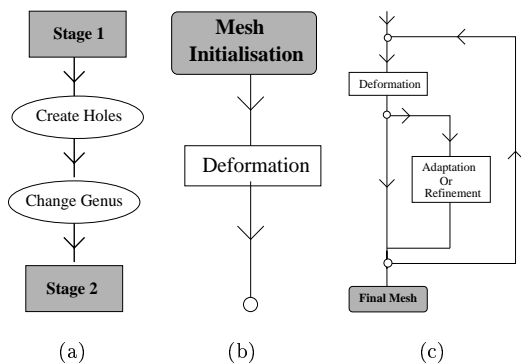 Stage 1
Create Holes
Change Genus
Stage 2
(a)
Mesh
Initialisation
Deformation
(b)
Deformation
Adaptation
Or
Refinement
Final Mesh
(c)